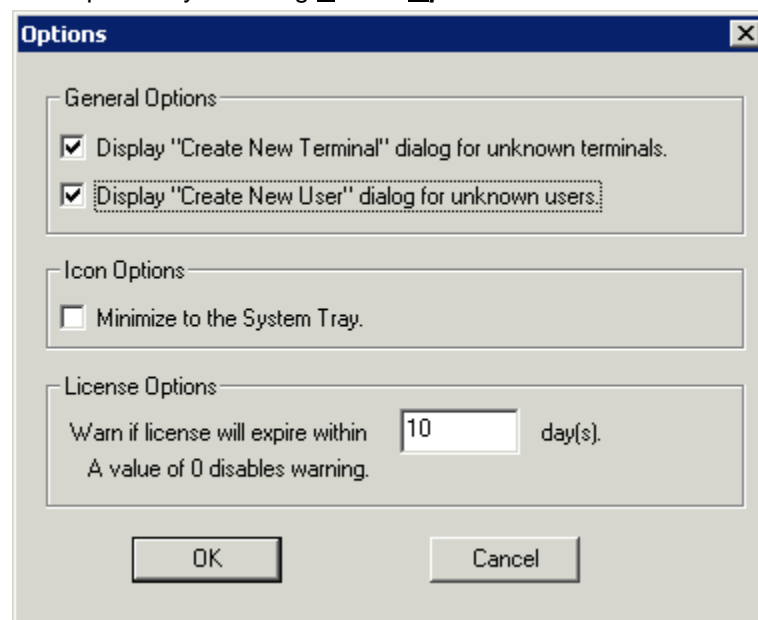 Options
General Options
Display "Create New Terminal" dialog for unknown terminals.
Display "Create New User" dialog for unknown users.
Icon Options
Minimize to the System Tray.
License Options
Warn if license will expire within 10 day(s).
A value of 0 disables warning.
OK Cancel